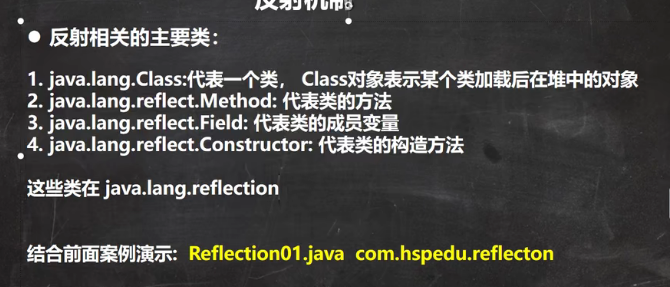 反射机制
● 反射相关的主要类：
1. java.lang.Class:代表一个类， Class对象表示某个类加载后在堆中的对象
2. java.lang.reflect.Method: 代表类的方法
3. java.lang.reflect.Field: 代表类的成员变量
4. java.lang.reflect.Constructor: 代表类的构造方法
这些类在 java.lang.reflection
结合前面案例演示: Reflection01.java com.hspedu.reflecton